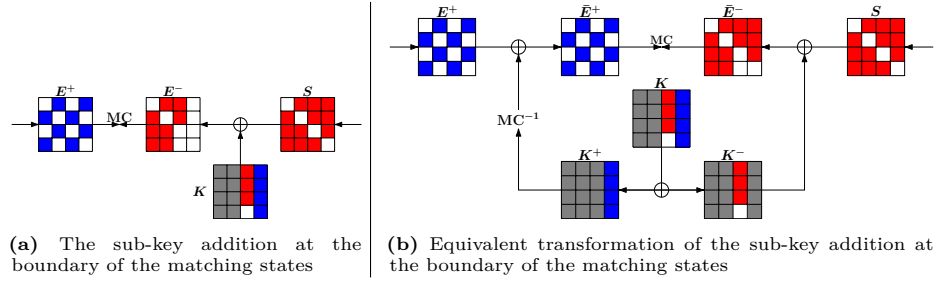 E⁺
MC
E⁻
S
K
(a) The sub-key addition at the
boundary of the matching states
E⁺
Ē⁺
MC
Ē⁻
S
K
MC⁻¹
K⁺
K⁻
(b) Equivalent transformation of the sub-key addition at
the boundary of the matching states